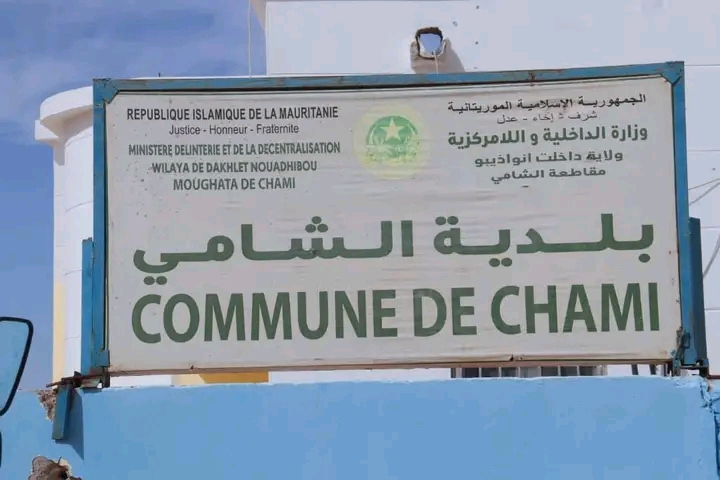 REPUBLIQUE ISLAMIQUE DE LA MAURITANIE
Justice - Honneur - Fraternite
MINISTERE DELINTERIE ET DE LA DECENTRALISATION
WILAYA DE DAKHLET NOUADHIBOU
MOUGHATA DE CHAMI
الجمهورية الإسلامية الموريتانية
شرف - إخاء - عدل
وزارة الداخلية و اللامركزية
ولاية داخلت انواذيبو
مقاطعة الشامي
بلدية الشامي
COMMUNE DE CHAMI